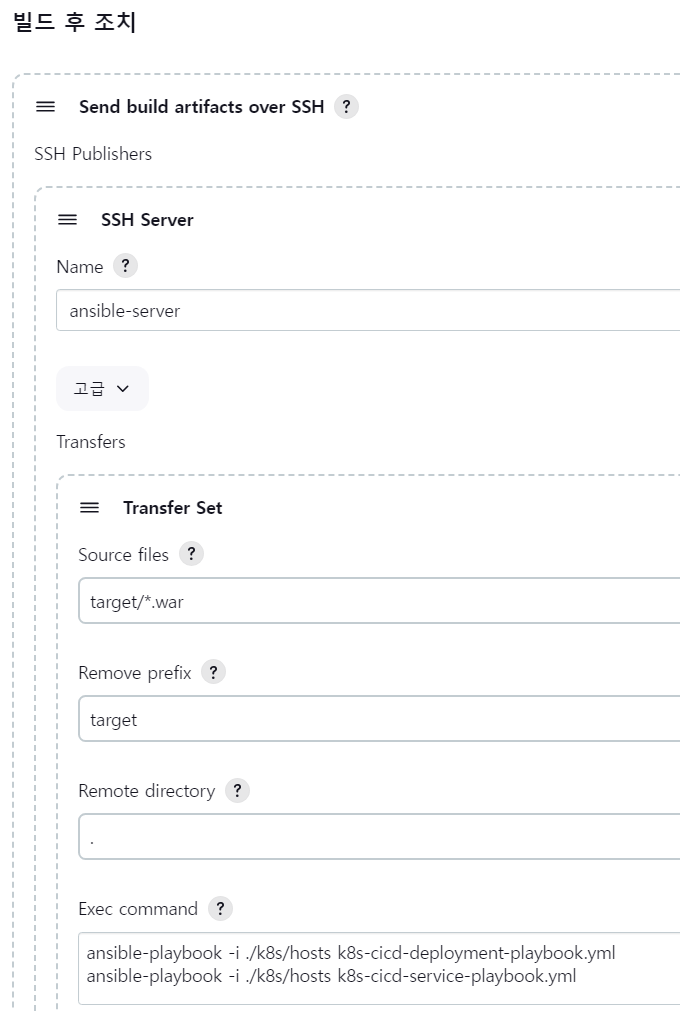 빌드 후 조치
Send build artifacts over SSH ?
SSH Publishers
SSH Server
Name ?
ansible-server
고급
Transfers
Transfer Set
Source files ?
target/*.war
Remove prefix ?
target
Remote directory ?
.
Exec command ?
ansible-playbook -i ./k8s/hosts k8s-cicd-deployment-playbook.yml
ansible-playbook -i ./k8s/hosts k8s-cicd-service-playbook.yml